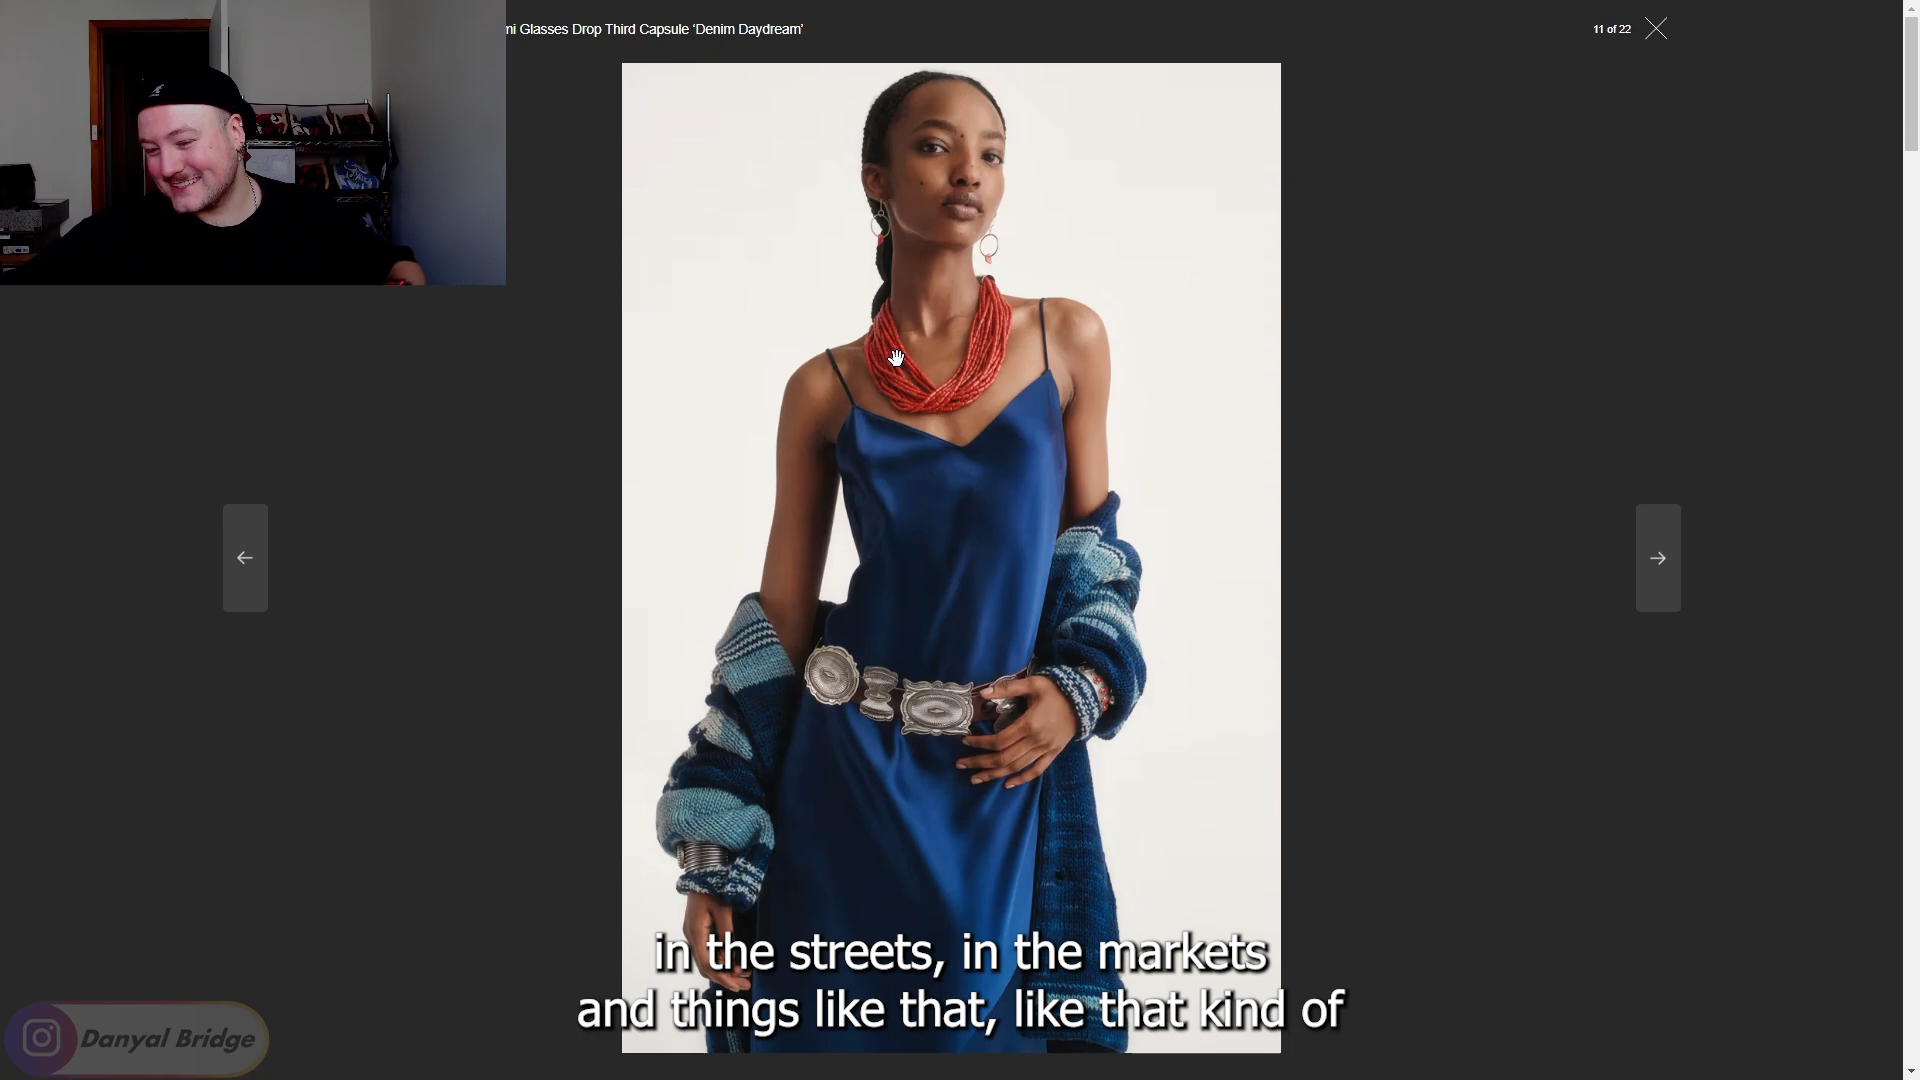 mi Glasses Drop Third Capsule ‘Denim Daydream’
11 of 22
in the streets, in the markets
and things like that, like that kind of
Danyal Bridge